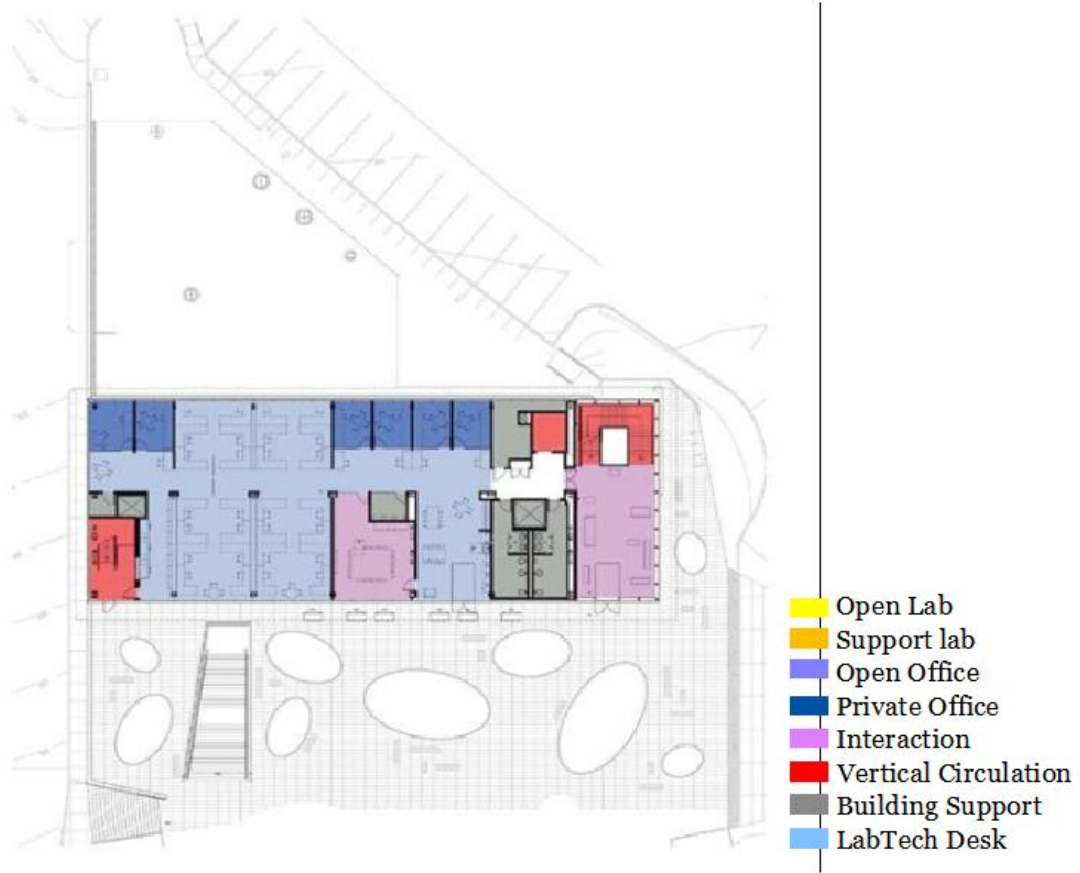 Open Lab
Support lab
Open Office
Private Office
Interaction
Vertical Circulation
Building Support
LabTech Desk